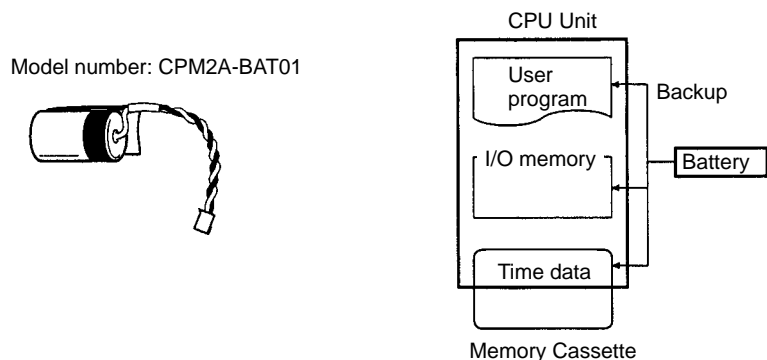 Model number: CPM2A-BAT01
CPU Unit
User
program
Backup
I/O memory
Battery
Time data
Memory Cassette